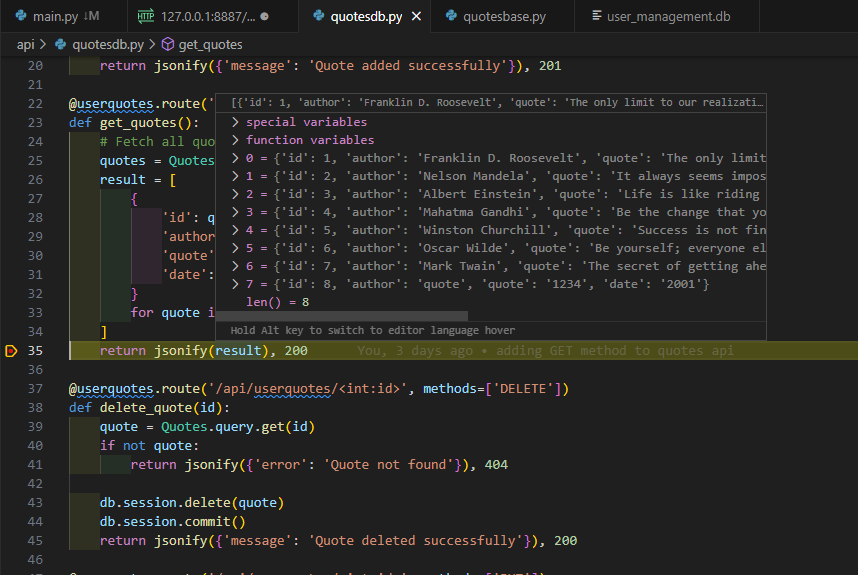 main.py ↓M
HTTP 127.0.0.1:8887/... ●
quotesdb.py ×
quotesbase.py
user_management.db
api > quotesdb.py > get_quotes
20 return jsonify({'message': 'Quote added successfully'}), 201
21
22 @userquotes.route('
[{'id': 1, 'author': 'Franklin D. Roosevelt', 'quote': 'The only limit to our realizati…
23 def get_quotes():
> special variables
24 # Fetch all quo
> function variables
25 quotes = Quotes
> 0 = {'id': 1, 'author': 'Franklin D. Roosevelt', 'quote': 'The only limit
26 result = [
> 1 = {'id': 2, 'author': 'Nelson Mandela', 'quote': 'It always seems impos
27 {
> 2 = {'id': 3, 'author': 'Albert Einstein', 'quote': 'Life is like riding
28 'id': q
> 3 = {'id': 4, 'author': 'Mahatma Gandhi', 'quote': 'Be the change that yo
29 'author
> 4 = {'id': 5, 'author': 'Winston Churchill', 'quote': 'Success is not fin
30 'quote'
> 5 = {'id': 6, 'author': 'Oscar Wilde', 'quote': 'Be yourself; everyone el
31 'date':
> 6 = {'id': 7, 'author': 'Mark Twain', 'quote': 'The secret of getting ahe
32 }
> 7 = {'id': 8, 'author': 'quote', 'quote': '1234', 'date': '2001'}
33 for quote i
len() = 8
34 ]
Hold Alt key to switch to editor language hover
35 return jsonify(result), 200 You, 3 days ago • adding GET method to quotes api
36
37 @userquotes.route('/api/userquotes/<int:id>', methods=['DELETE'])
38 def delete_quote(id):
39 quote = Quotes.query.get(id)
40 if not quote:
41 return jsonify({'error': 'Quote not found'}), 404
42
43 db.session.delete(quote)
44 db.session.commit()
45 return jsonify({'message': 'Quote deleted successfully'}), 200
46